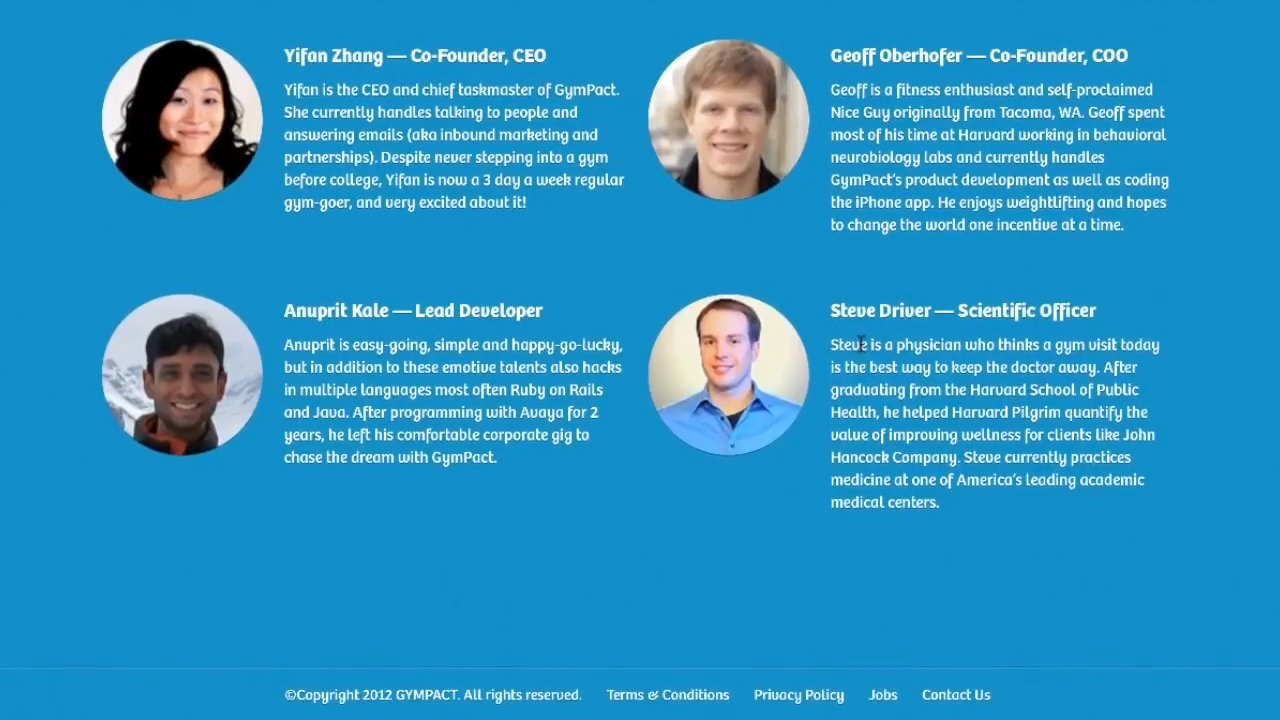 Yifan Zhang — Co-Founder, CEO
Yifan is the CEO and chief taskmaster of GymPact.
She currently handles talking to people and
answering emails (aka inbound marketing and
partnerships). Despite never stepping into a gym
before college, Yifan is now a 3 day a week regular
gym-goer, and very excited about it!
Geoff Oberhofer — Co-Founder, COO
Geoff is a fitness enthusiast and self-proclaimed
Nice Guy originally from Tacoma, WA. Geoff spent
most of his time at Harvard working in behavioral
neurobiology labs and currently handles
GymPact's product development as well as coding
the iPhone app. He enjoys weightlifting and hopes
to change the world one incentive at a time.
Anuprit Kale — Lead Developer
Anuprit is easy-going, simple and happy-go-lucky,
but in addition to these emotive talents also hacks
in multiple languages most often Ruby on Rails
and Java. After programming with Avaya for 2
years, he left his comfortable corporate gig to
chase the dream with GymPact.
Steve Driver — Scientific Officer
Steve is a physician who thinks a gym visit today
is the best way to keep the doctor away. After
graduating from the Harvard School of Public
Health, he helped Harvard Pilgrim quantify the
value of improving wellness for clients like John
Hancock Company. Steve currently practices
medicine at one of America's leading academic
medical centers.
©Copyright 2012 GYMPACT. All rights reserved. Terms & Conditions Privacy Policy Jobs Contact Us